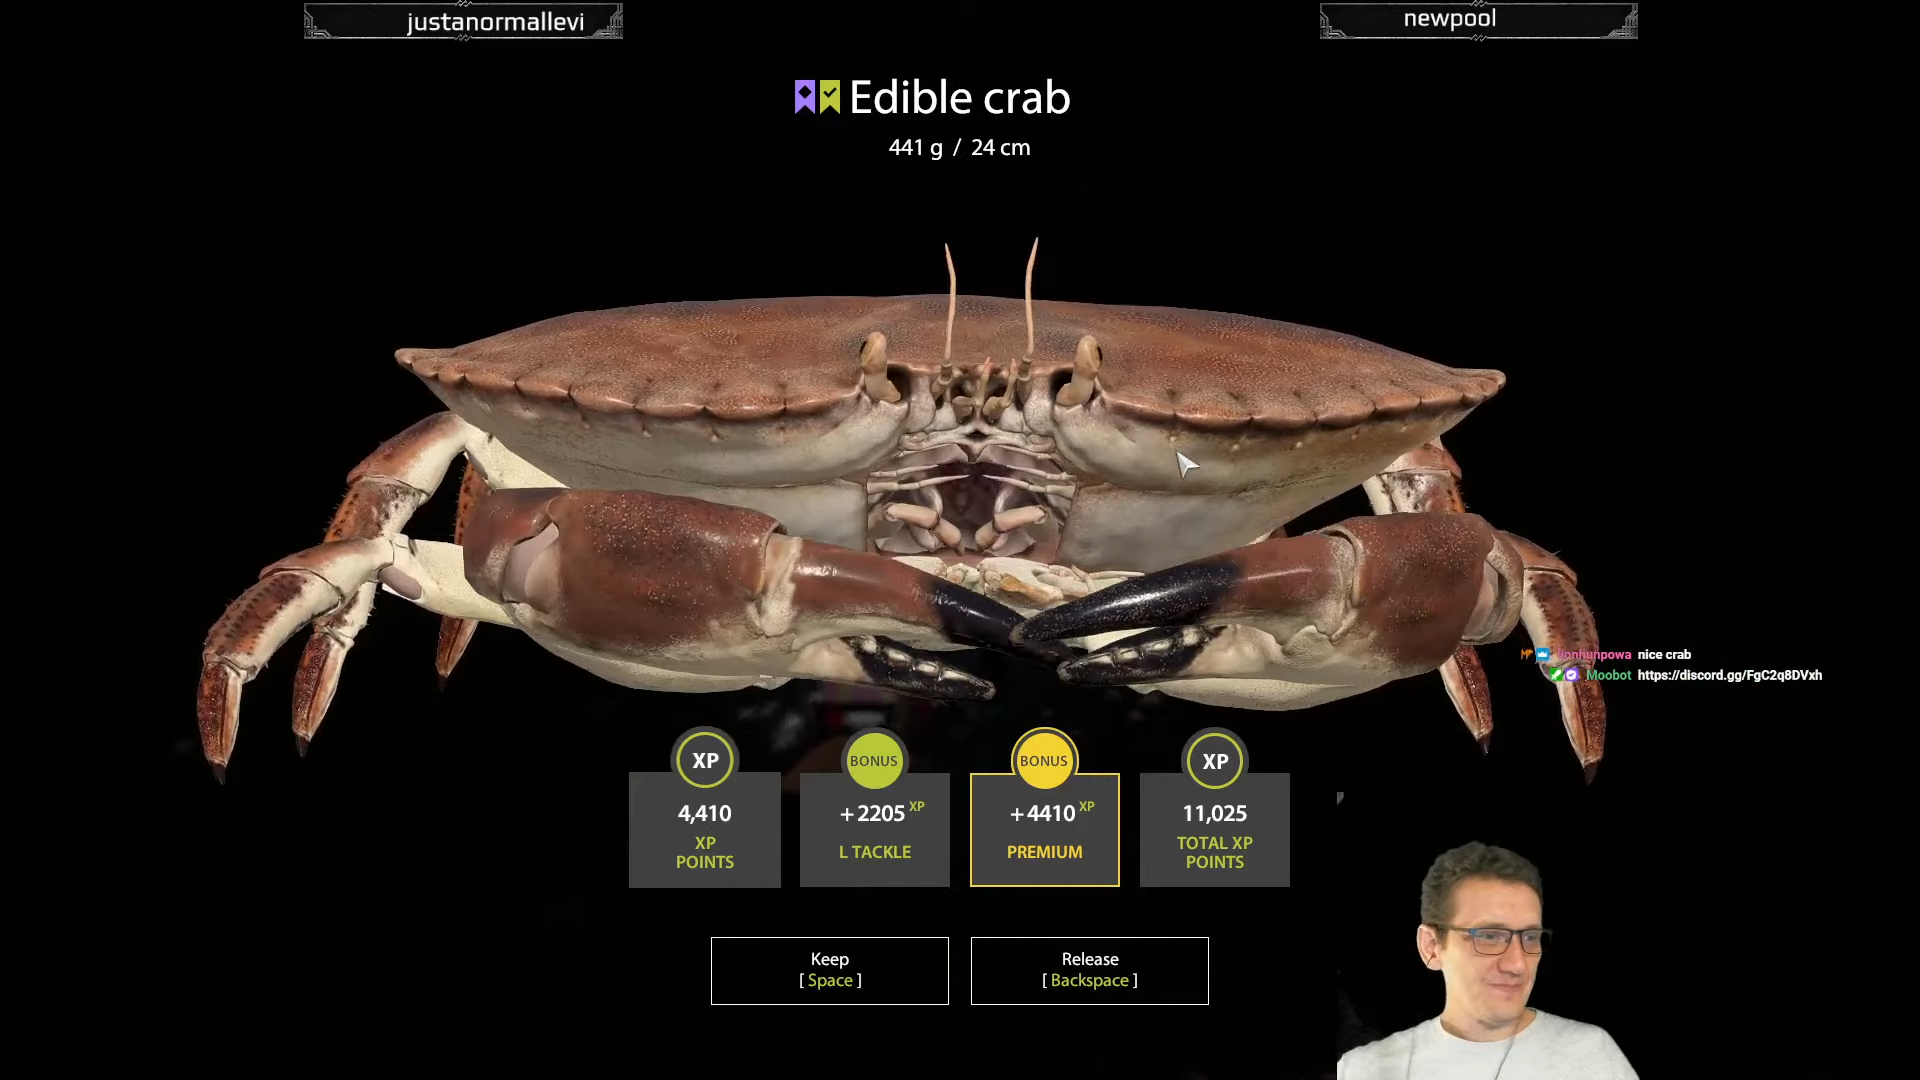 justanormallevi
newpool
Edible crab
441 g / 24 cm
lionhunpowa nice crab
Moobot https://discord.gg/FgC2q8DVxh
XP
4,410
XP
POINTS
BONUS
+2205 XP
L TACKLE
BONUS
+4410 XP
PREMIUM
XP
11,025
TOTAL XP
POINTS
Keep
[ Space ]
Release
[ Backspace ]